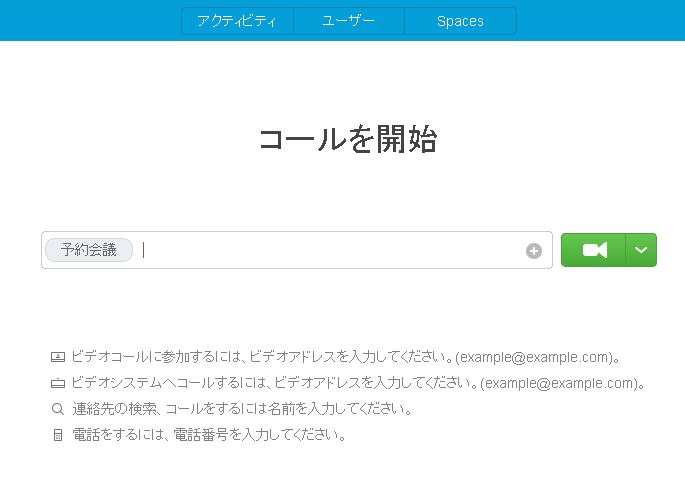 アクティビティ ユーザー Spaces
コールを開始
予約会議
ビデオコールに参加するには、ビデオアドレスを入力してください。(example@example.com)。
ビデオシステムへコールするには、ビデオアドレスを入力してください。(example@example.com)。
連絡先の検索、コールをするには名前を入力してください。
電話をするには、電話番号を入力してください。